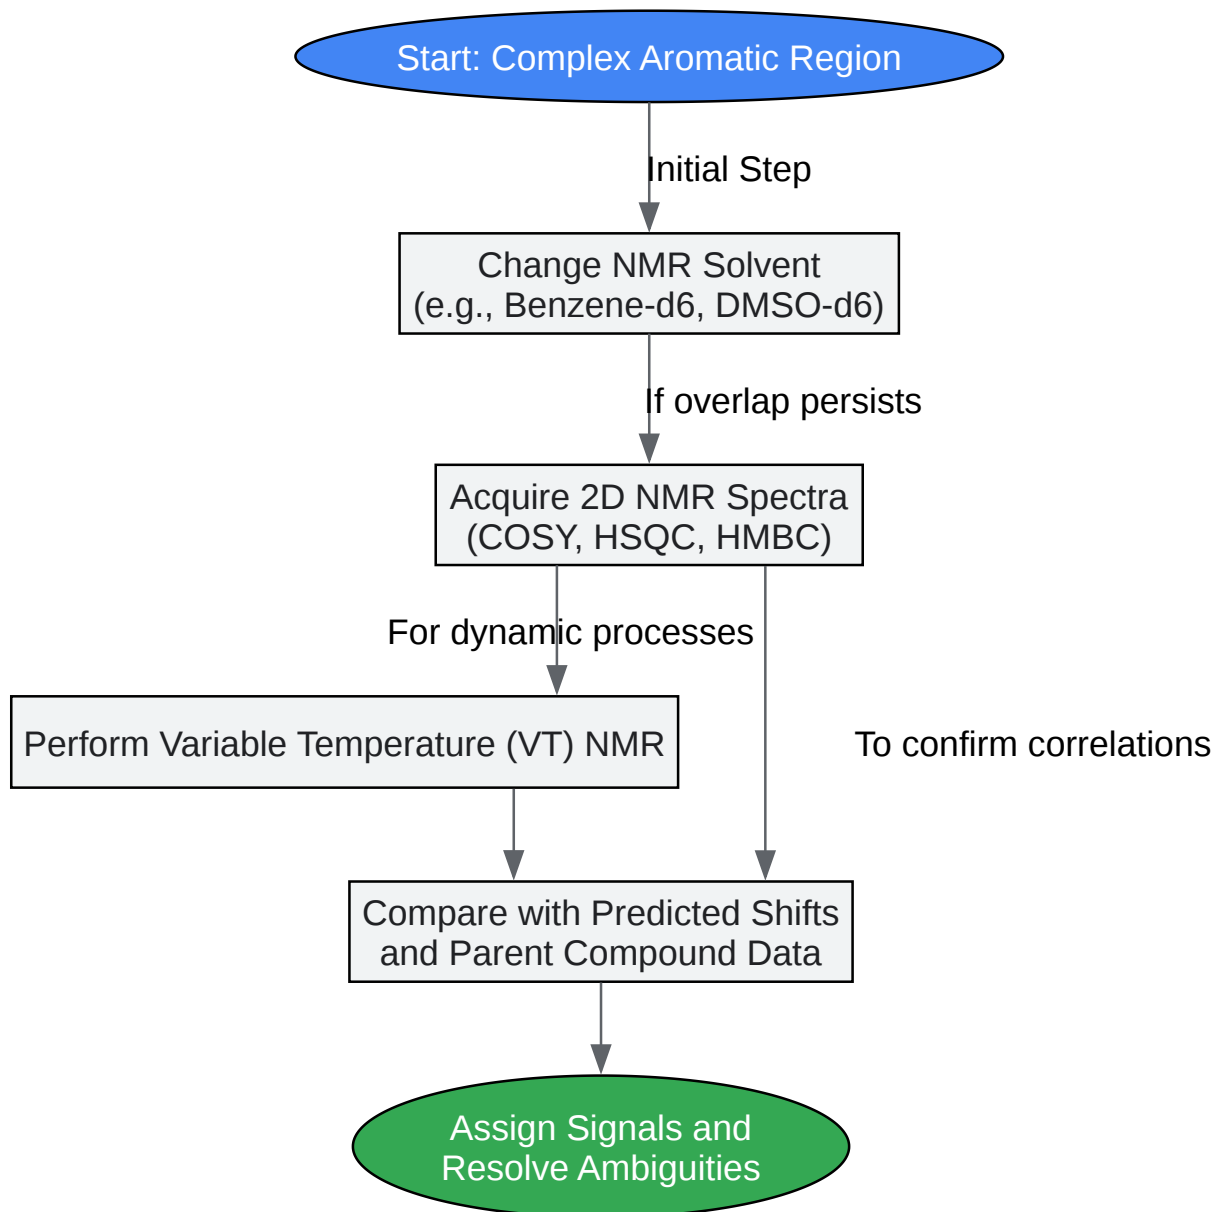 Start: Complex Aromatic Region
Initial Step
Change NMR Solvent
(e.g., Benzene-d6, DMSO-d6)
If overlap persists
Acquire 2D NMR Spectra
(COSY, HSQC, HMBC)
For dynamic processes
Perform Variable Temperature (VT) NMR
To confirm correlations
Compare with Predicted Shifts
and Parent Compound Data
Assign Signals and
Resolve Ambiguities